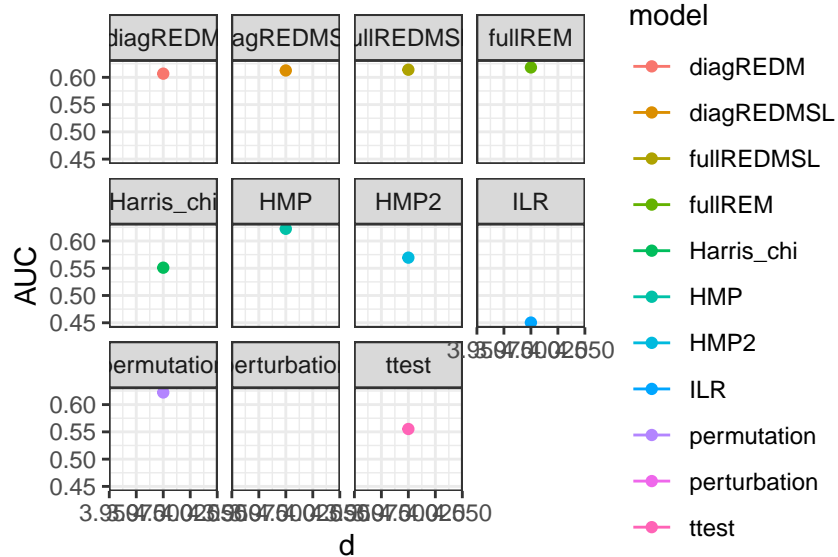 diagREDM
agREDMS
ullREDMS
fullREM
0.60
0.55
0.50
0.45
Harris_chi
HMP
HMP2
ILR
0.60
0.55
0.50
0.45
permutation
perturbation
ttest
0.60
0.55
0.50
0.45
AUC
d
model
diagREDM
diagREDMSL
fullREDMSL
fullREM
Harris_chi
HMP
HMP2
ILR
permutation
perturbation
ttest